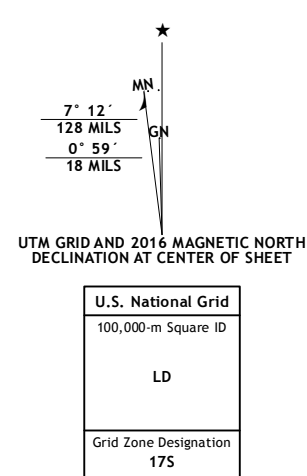 MN
7° 12´
128 MILS
GN
0° 59´
18 MILS
UTM GRID AND 2016 MAGNETIC NORTH
DECLINATION AT CENTER OF SHEET
U.S. National Grid
100,000-m Square ID
LD
Grid Zone Designation
17S